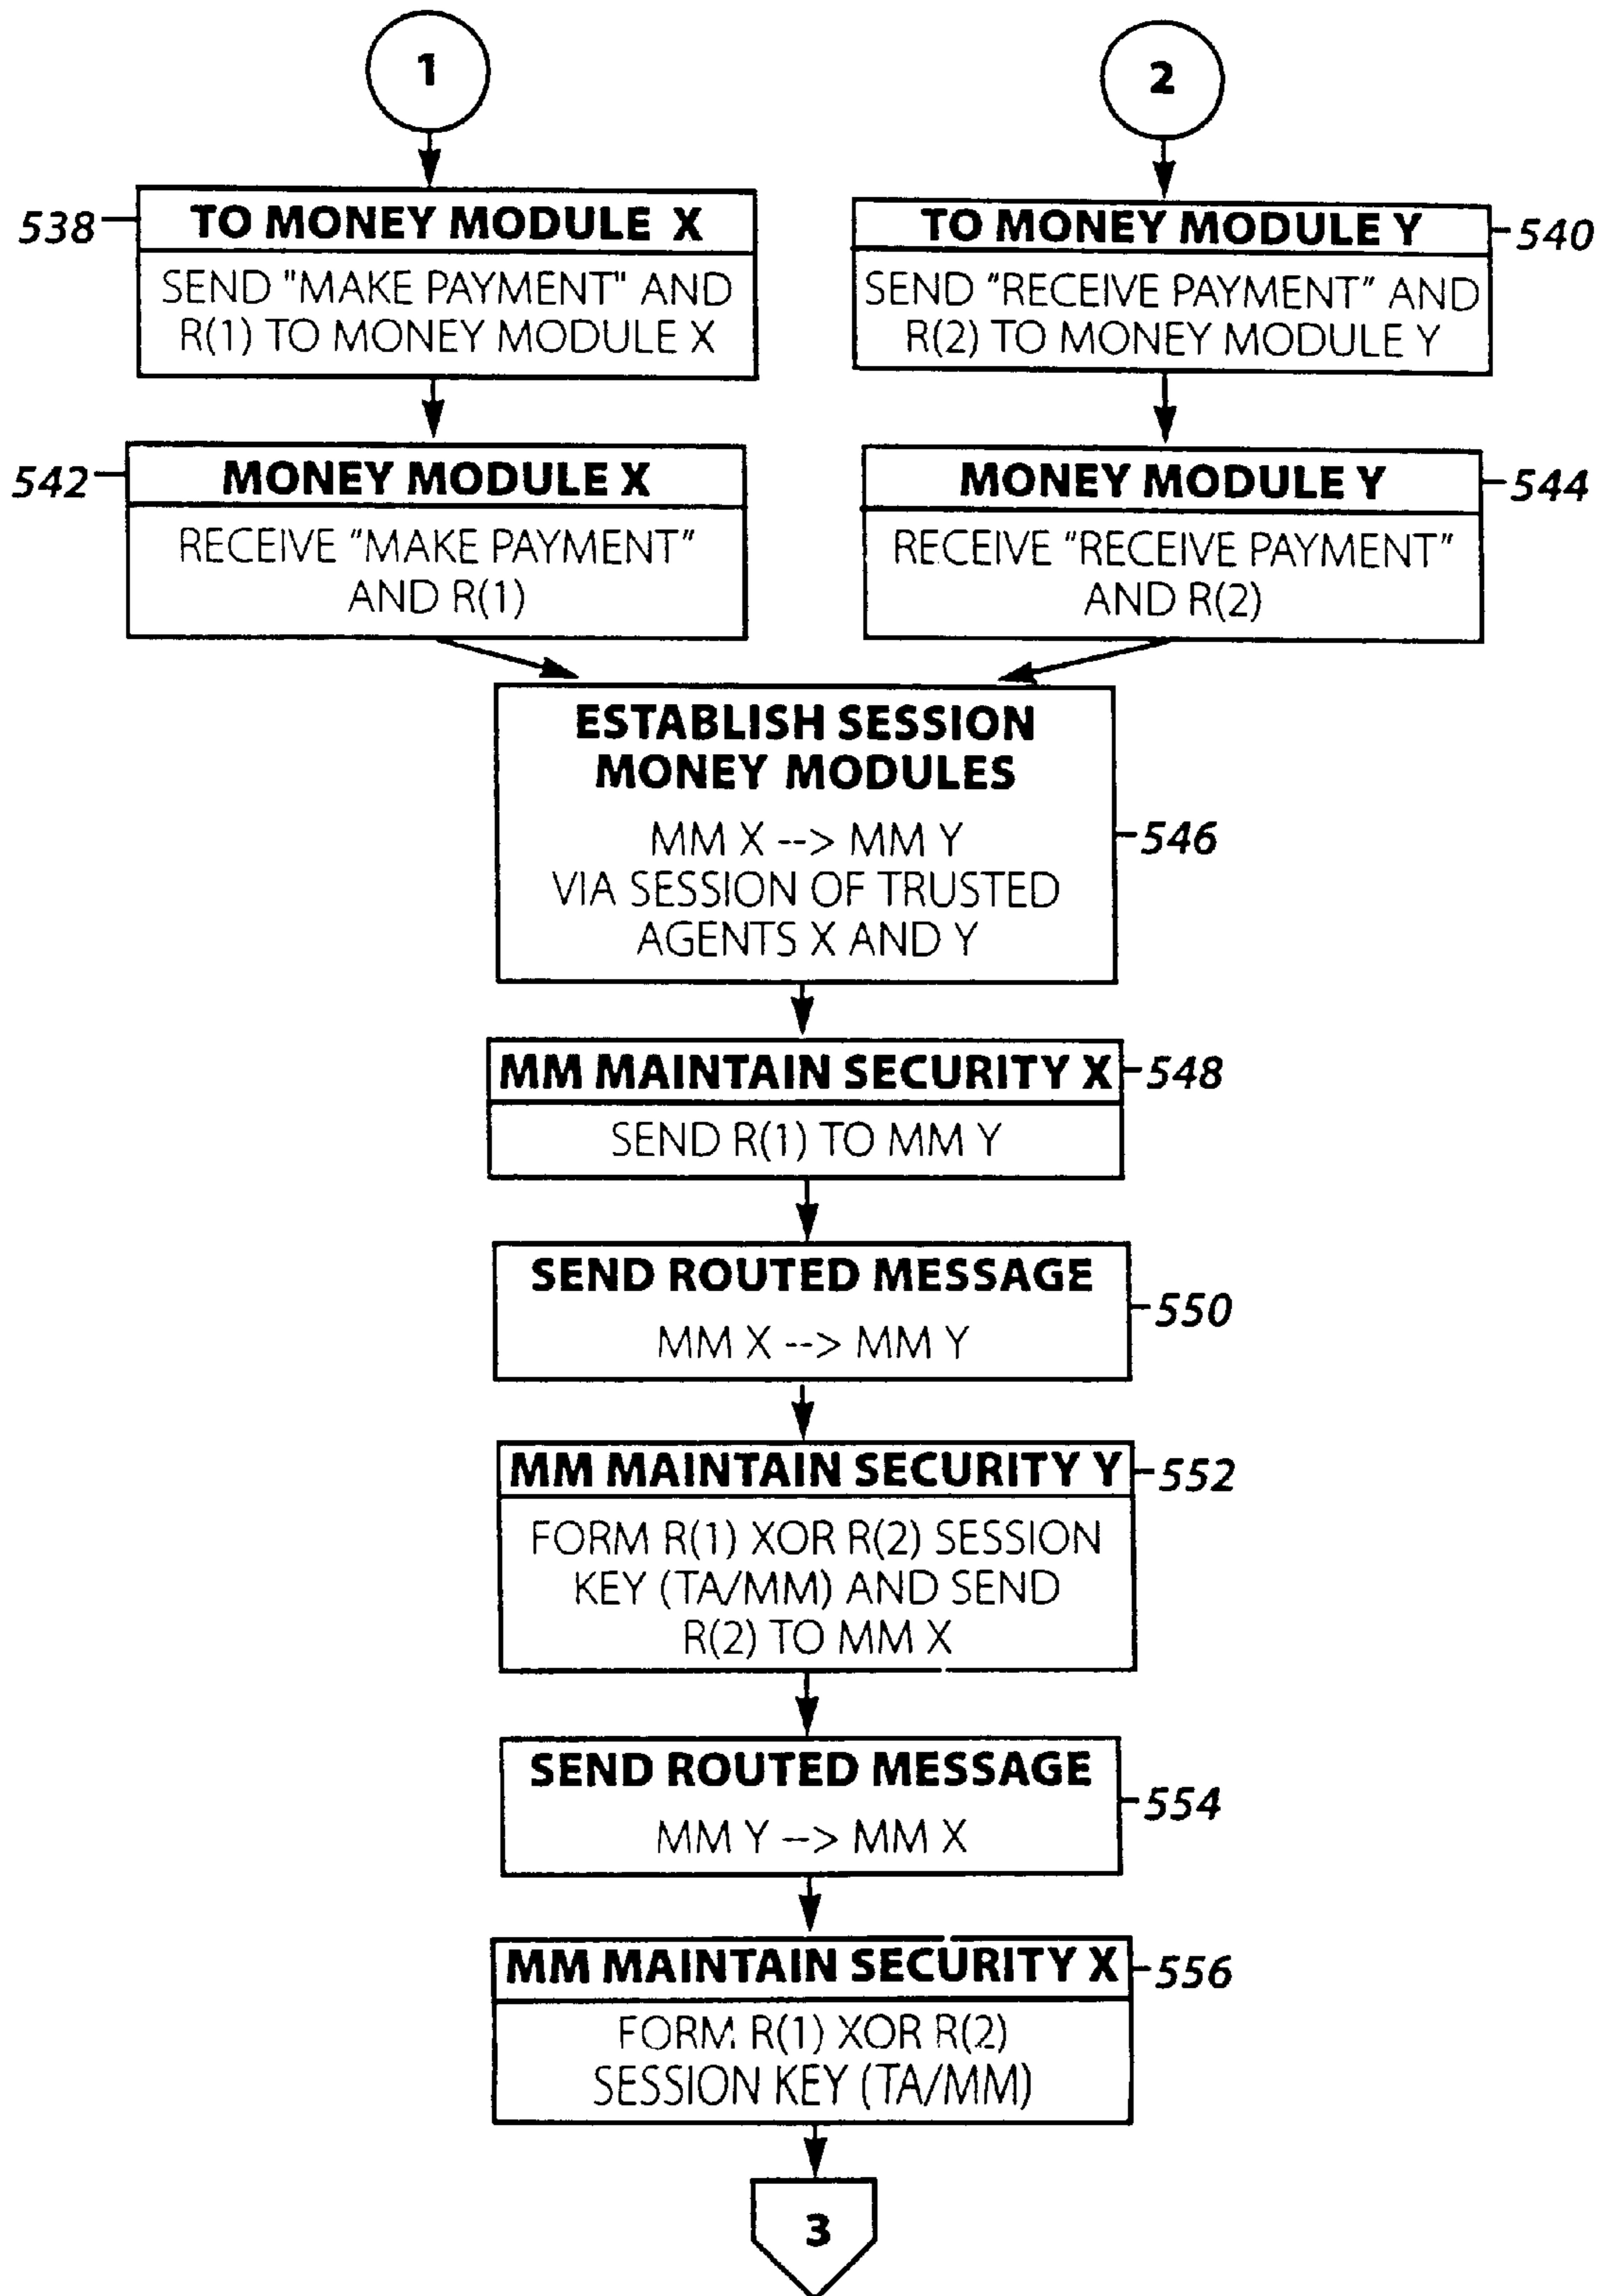 1
2
538
TO MONEY MODULE X
SEND "MAKE PAYMENT" AND
R(1) TO MONEY MODULE X
TO MONEY MODULE Y
540
SEND "RECEIVE PAYMENT" AND
R(2) TO MONEY MODULE Y
542
MONEY MODULE X
RECEIVE "MAKE PAYMENT"
AND R(1)
MONEY MODULE Y
544
RECEIVE "RECEIVE PAYMENT"
AND R(2)
ESTABLISH SESSION
MONEY MODULES
MM X --> MM Y
VIA SESSION OF TRUSTED
AGENTS X AND Y
546
MM MAINTAIN SECURITY X
548
SEND R(1) TO MM Y
SEND ROUTED MESSAGE
MM X --> MM Y
550
MM MAINTAIN SECURITY Y
552
FORM R(1) XOR R(2) SESSION
KEY (TA/MM) AND SEND
R(2) TO MM X
SEND ROUTED MESSAGE
MM Y --> MM X
554
MM MAINTAIN SECURITY X
556
FORM R(1) XOR R(2)
SESSION KEY (TA/MM)
3